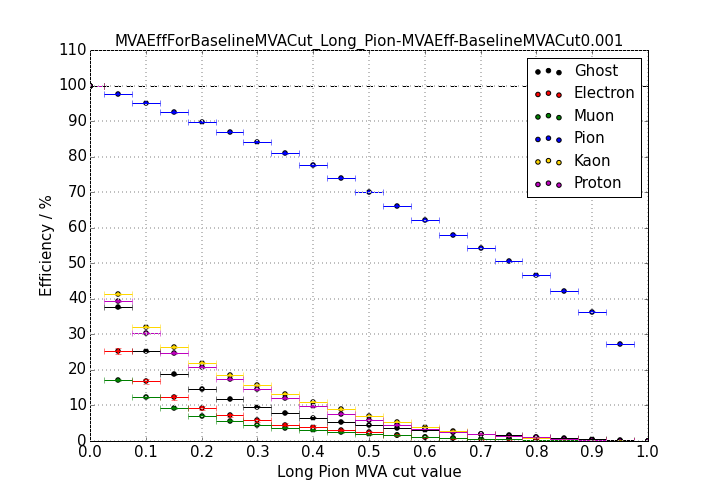 MVAEffForBaselineMVACut_Long_Pion-MVAEff-BaselineMVACut0.001
110
100
90
80
70
60
50
40
30
20
10
0
Efficiency / %
Ghost
Electron
Muon
Pion
Kaon
Proton
0.0 0.1 0.2 0.3 0.4 0.5 0.6 0.7 0.8 0.9 1.0
Long Pion MVA cut value